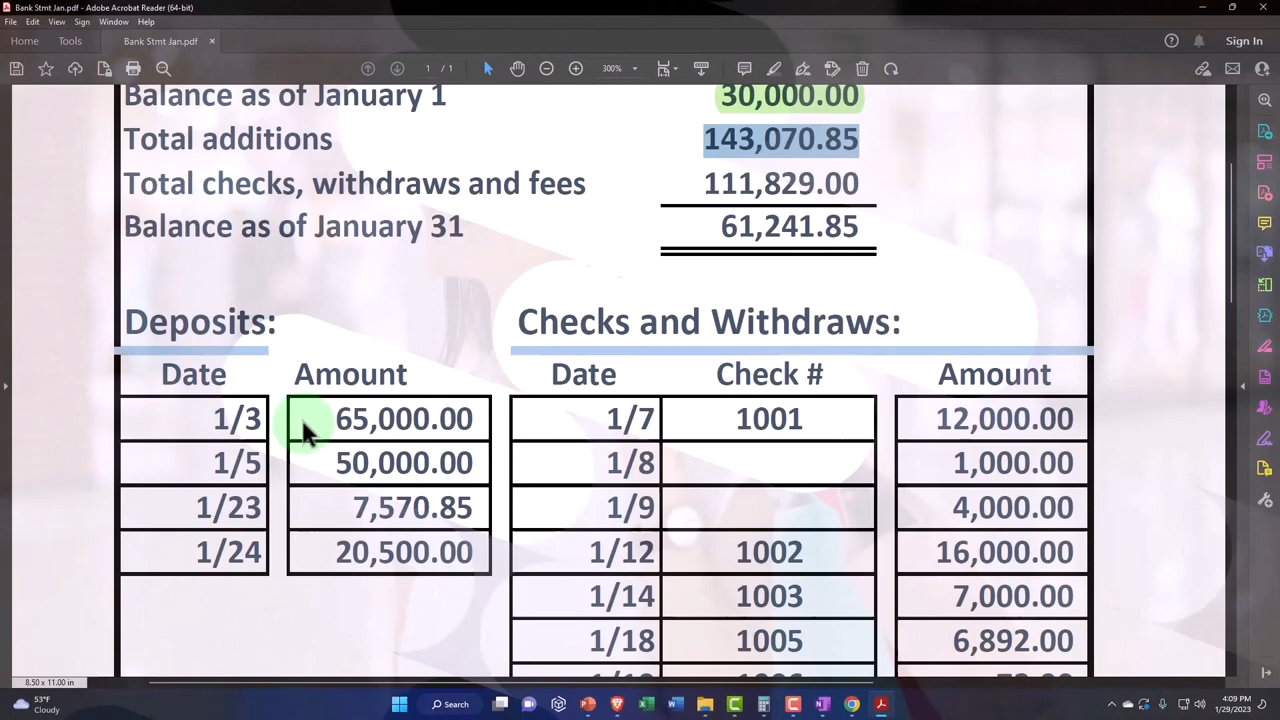 Bank Stmt Jan.pdf - Adobe Acrobat Reader (64-bit)
File Edit View Sign Window Help
Home Tools Bank Stmt Jan.pdf × Sign In
1 / 1 300%
Balance as of January 1 30,000.00
Total additions 143,070.85
Total checks, withdraws and fees 111,829.00
Balance as of January 31 61,241.85
Deposits: Checks and Withdraws:
Date Amount Date Check # Amount
1/3 65,000.00 1/7 1001 12,000.00
1/5 50,000.00 1/8 1,000.00
1/23 7,570.85 1/9 4,000.00
1/24 20,500.00 1/12 1002 16,000.00
1/14 1003 7,000.00
1/18 1005 6,892.00
8.50 x 11.00 in
53°F
Cloudy
Search
4:09 PM
1/29/2023